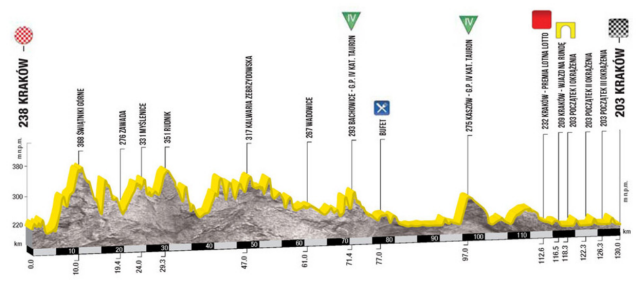 238 KRAKÓW
368 ŚWIĄTNIKI GÓRNE
276 ZAWADA
331 MYŚLENICE
351 RUDNIK
317 KALWARIA ZEBRZYDOWSKA
267 WADOWICE
IV
293 BACHOWICE - G.P. IV KAT. TAURON
BUFET
IV
275 KASZÓW - G.P. IV KAT. TAURON
232 KRAKÓW - PREMIA LOTNA LOTTO
209 KRAKÓW - WJAZD NA RUNDĘ
203 POCZĄTEK I OKRĄŻENIA
203 POCZĄTEK II OKRĄŻENIA
203 POCZĄTEK III OKRĄŻENIA
203 KRAKÓW
m n.p.m.
380
300
220
km
m n.p.m.
km
10 20 30 40 50 60 70 80 90 100 110 120
0.0 10.0 19.4 24.0 29.3 47.0 61.0 71.4 77.0 97.0 112.6 116.5 118.3 122.3 126.3 130.0